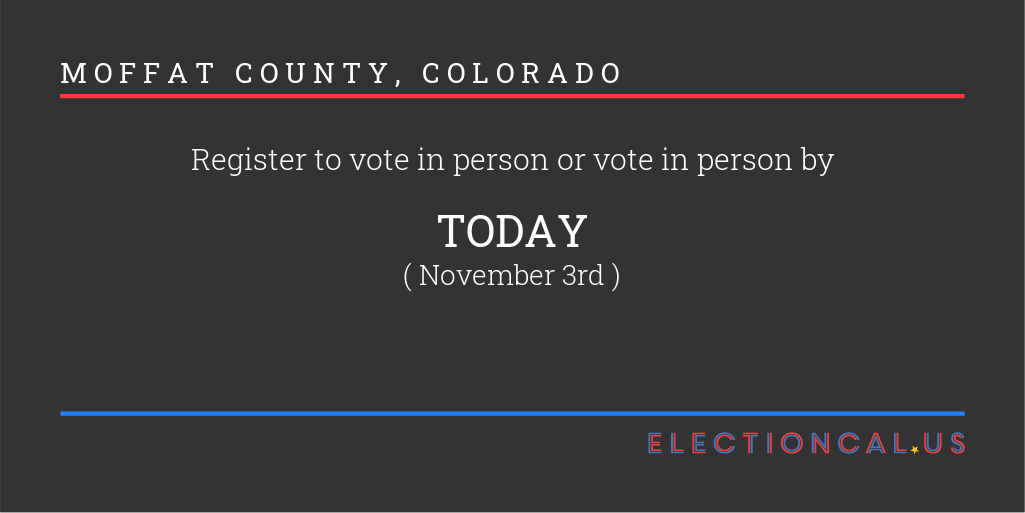 MOFFAT COUNTY, COLORADO
Register to vote in person or vote in person by
TODAY
( November 3rd )
ELECTIONCAL.US